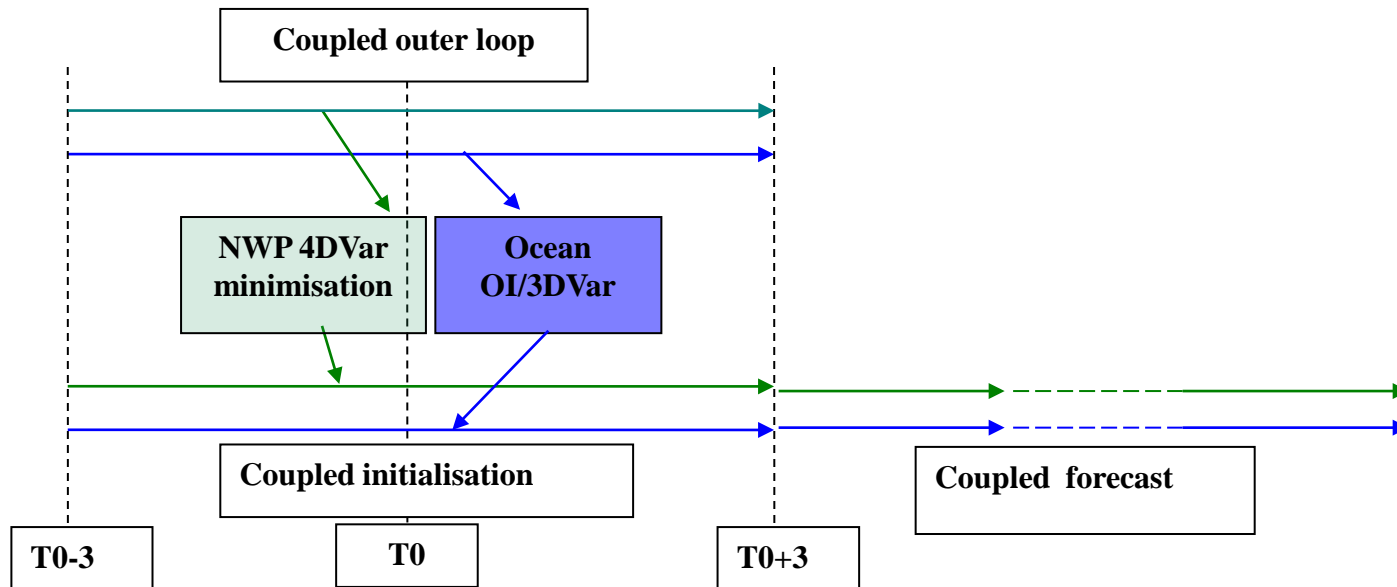 Coupled outer loop
NWP 4DVar
minimisation
Ocean
OI/3DVar
Coupled initialisation
Coupled forecast
T0-3
T0
T0+3